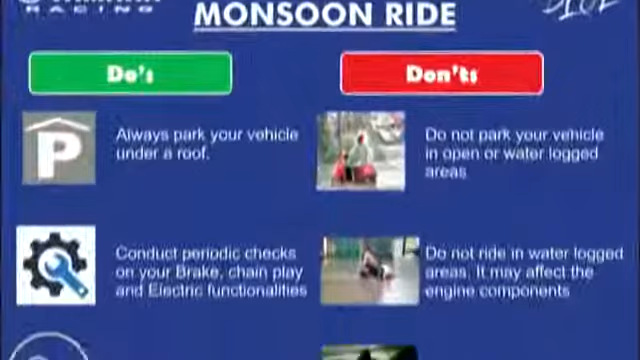 RACING
MONSOON RIDE
Do's
Don'ts
P
Always park your vehicle
under a roof.
Do not park your vehicle
in open or water logged
areas
Conduct periodic checks
on your Brake, chain play
and Electric functionalities
Do not ride in water logged
areas. It may affect the
engine components